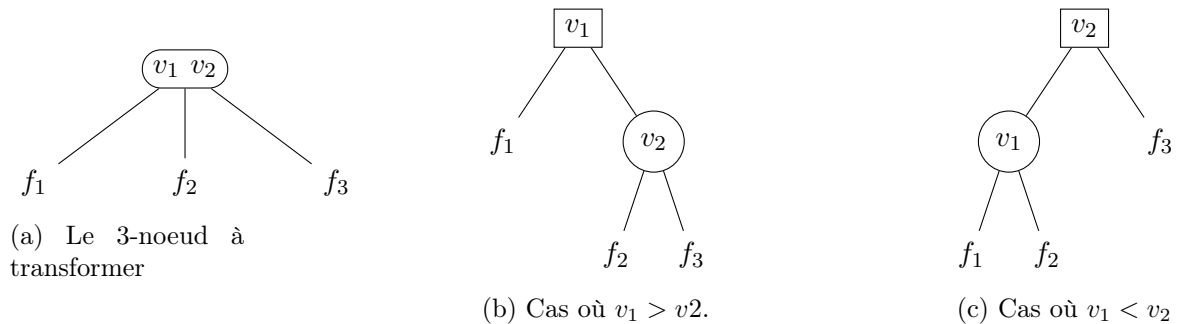 v₁ v₂
f₁ f₂ f₃
(a) Le 3-noeud à
transformer
v₁
f₁
v₂
f₂ f₃
(b) Cas où v₁ > v2.
v₂
v₁
f₃
f₁ f₂
(c) Cas où v₁ < v₂